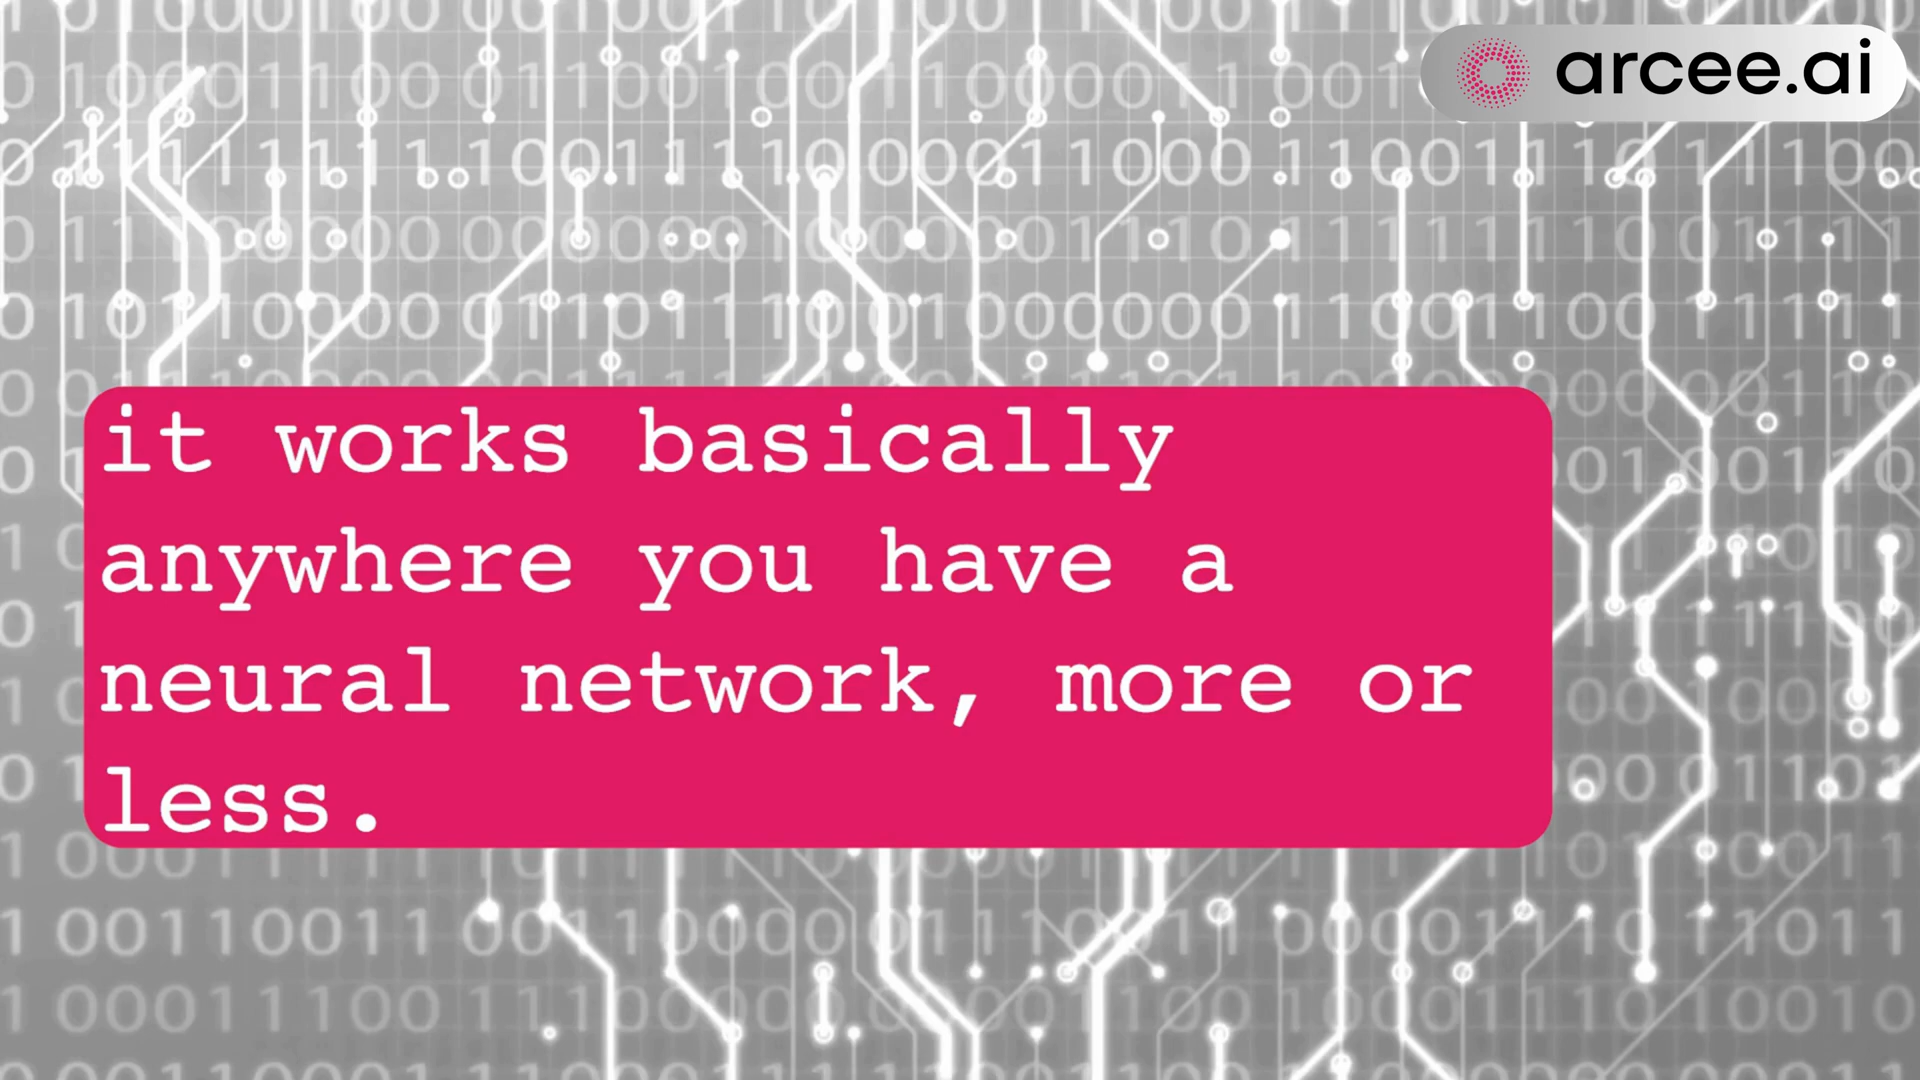 arcee.ai
it works basically
anywhere you have a
neural network, more or
less.